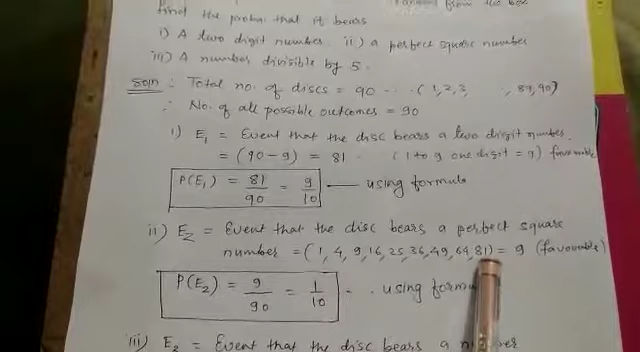 from the box
find the proba: that it bears
i) A two digit number ii) a perfect square number
iii) A number divisible by 5.
Soln : Total no. of discs = 90 ... (1,2,3, ., 89,90)
∴ No. of all possible outcomes = 90
i) E1 = Event that the disc bears a two digit number.
= (90-9) = 81 . (1 to 9 one digit = 9) favourable
P(E1) = 81/90 = 9/10 — using formula
ii) E2 = Event that the disc bears a perfect square
number = (1, 4, 9, 16, 25, 36, 49, 64, 81) = 9 (favourable)
P(E2) = 9/90 = 1/10 - . using
iii) E3 = Event that the disc bears a